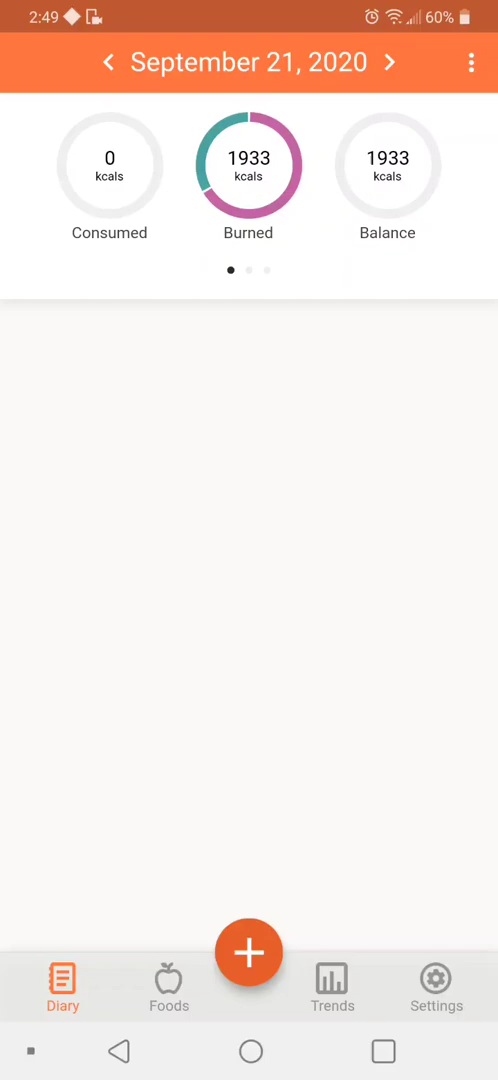 2:49 60%
September 21, 2020
0 1933 1933
kcals kcals kcals
Consumed Burned Balance
Diary Foods Trends Settings